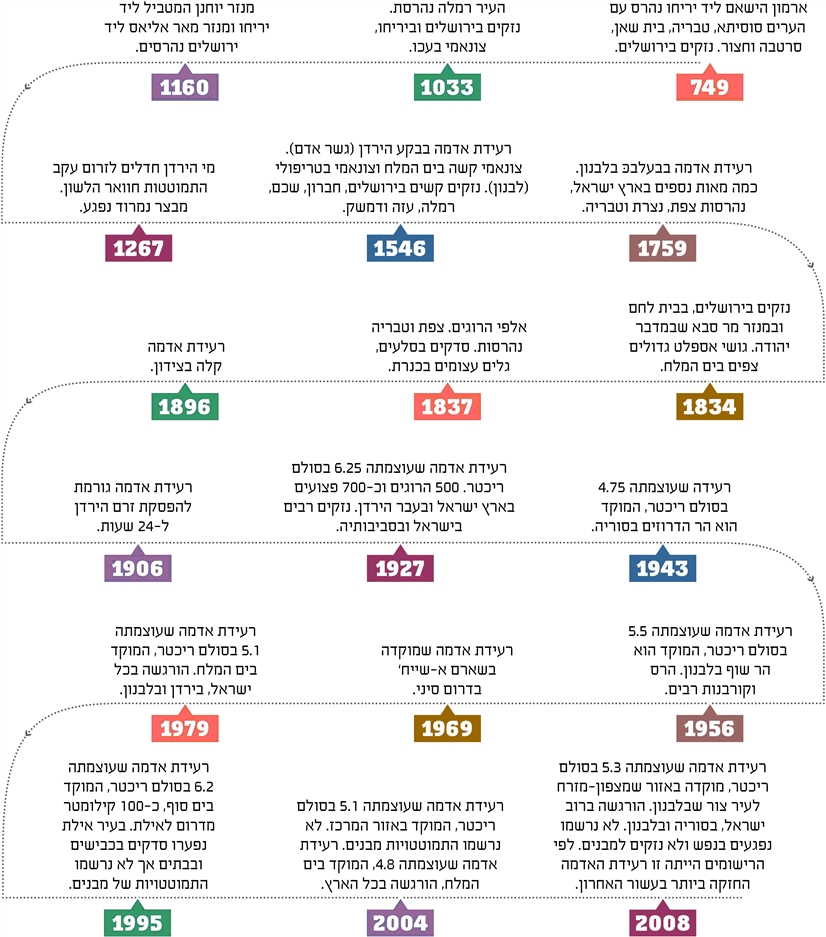 ארמון הישאם ליד יריחו נהרס עם
הערים סוסיתא, טבריה, בית שאן,
סרטבה וחצור. נזקים בירושלים.
749
העיר רמלה נהרסת.
נזקים בירושלים וביריחו,
צונאמי בעכו.
1033
מנזר יוחנן המטביל ליד
יריחו ומנזר מאר אליאס ליד
ירושלים נהרסים.
1160
מי הירדן חדלים לזרום עקב
התמוטטות חוואר הלשון.
מבצר נמרוד נפגע.
1267
רעידת אדמה בבקע הירדן (גשר אדם).
צונאמי קשה בים המלח וצונאמי בטריפולי
(לבנון). נזקים קשים בירושלים, חברון, שכם,
רמלה, עזה ודמשק.
1546
רעידת אדמה בבעלבכּ בלבנון.
כמה מאות נספים בארץ ישראל,
נהרסות צפת, נצרת וטבריה.
1759
נזקים בירושלים, בבית לחם
ובמנזר מר סבא שבמדבר
יהודה. גושי אספלט גדולים
צפים בים המלח.
1834
אלפי הרוגים. צפת וטבריה
נהרסות. סדקים בסלעים,
גלים עצומים בכנרת.
1837
רעידת אדמה
קלה בצידון.
1896
רעידת אדמה גורמת
להפסקת זרם הירדן
ל-24 שעות.
1906
רעידת אדמה שעוצמתה 6.25 בסולם
ריכטר. 500 הרוגים וכ-700 פצועים
בארץ ישראל ובעבר הירדן. נזקים רבים
בישראל ובסביבותיה.
1927
רעידה שעוצמתה 4.75
בסולם ריכטר, המוקד
הוא הר הדרוזים בסוריה.
1943
רעידת אדמה שעוצמתה 5.5
בסולם ריכטר, המוקד הוא
הר שוף בלבנון. הרס
וקורבנות רבים.
1956
רעידת אדמה שמוקדה
בשארם א-שייח'
בדרום סיני.
1969
רעידת אדמה שעוצמתה
5.1 בסולם ריכטר, המוקד
בים המלח. הורגשה בכל
ישראל, בירדן ובלבנון.
1979
רעידת אדמה שעוצמתה
6.2 בסולם ריכטר, המוקד
בים סוף, כ-100 קילומטר
מדרום לאילת. בעיר אילת
נפערו סדקים בכבישים
ובבתים אך לא נרשמו
התמוטטויות של מבנים.
1995
רעידת אדמה שעוצמתה 5.1 בסולם
ריכטר, המוקד באזור המרכז. לא
נרשמו התמוטטויות מבנים. רעידת
אדמה שעוצמתה 4.8, המוקד בים
המלח, הורגשה בכל הארץ.
2004
רעידת אדמה שעוצמתה 5.3 בסולם
ריכטר, מוקדה באזור שמצפון-מזרח
לעיר צור שבלבנון. הורגשה ברוב
ישראל, בסוריה ובלבנון. לא נרשמו
נפגעים בנפש ולא נזקים למבנים. לפי
הרישומים הייתה זו רעידת האדמה
החזקה ביותר בעשור האחרון.
2008